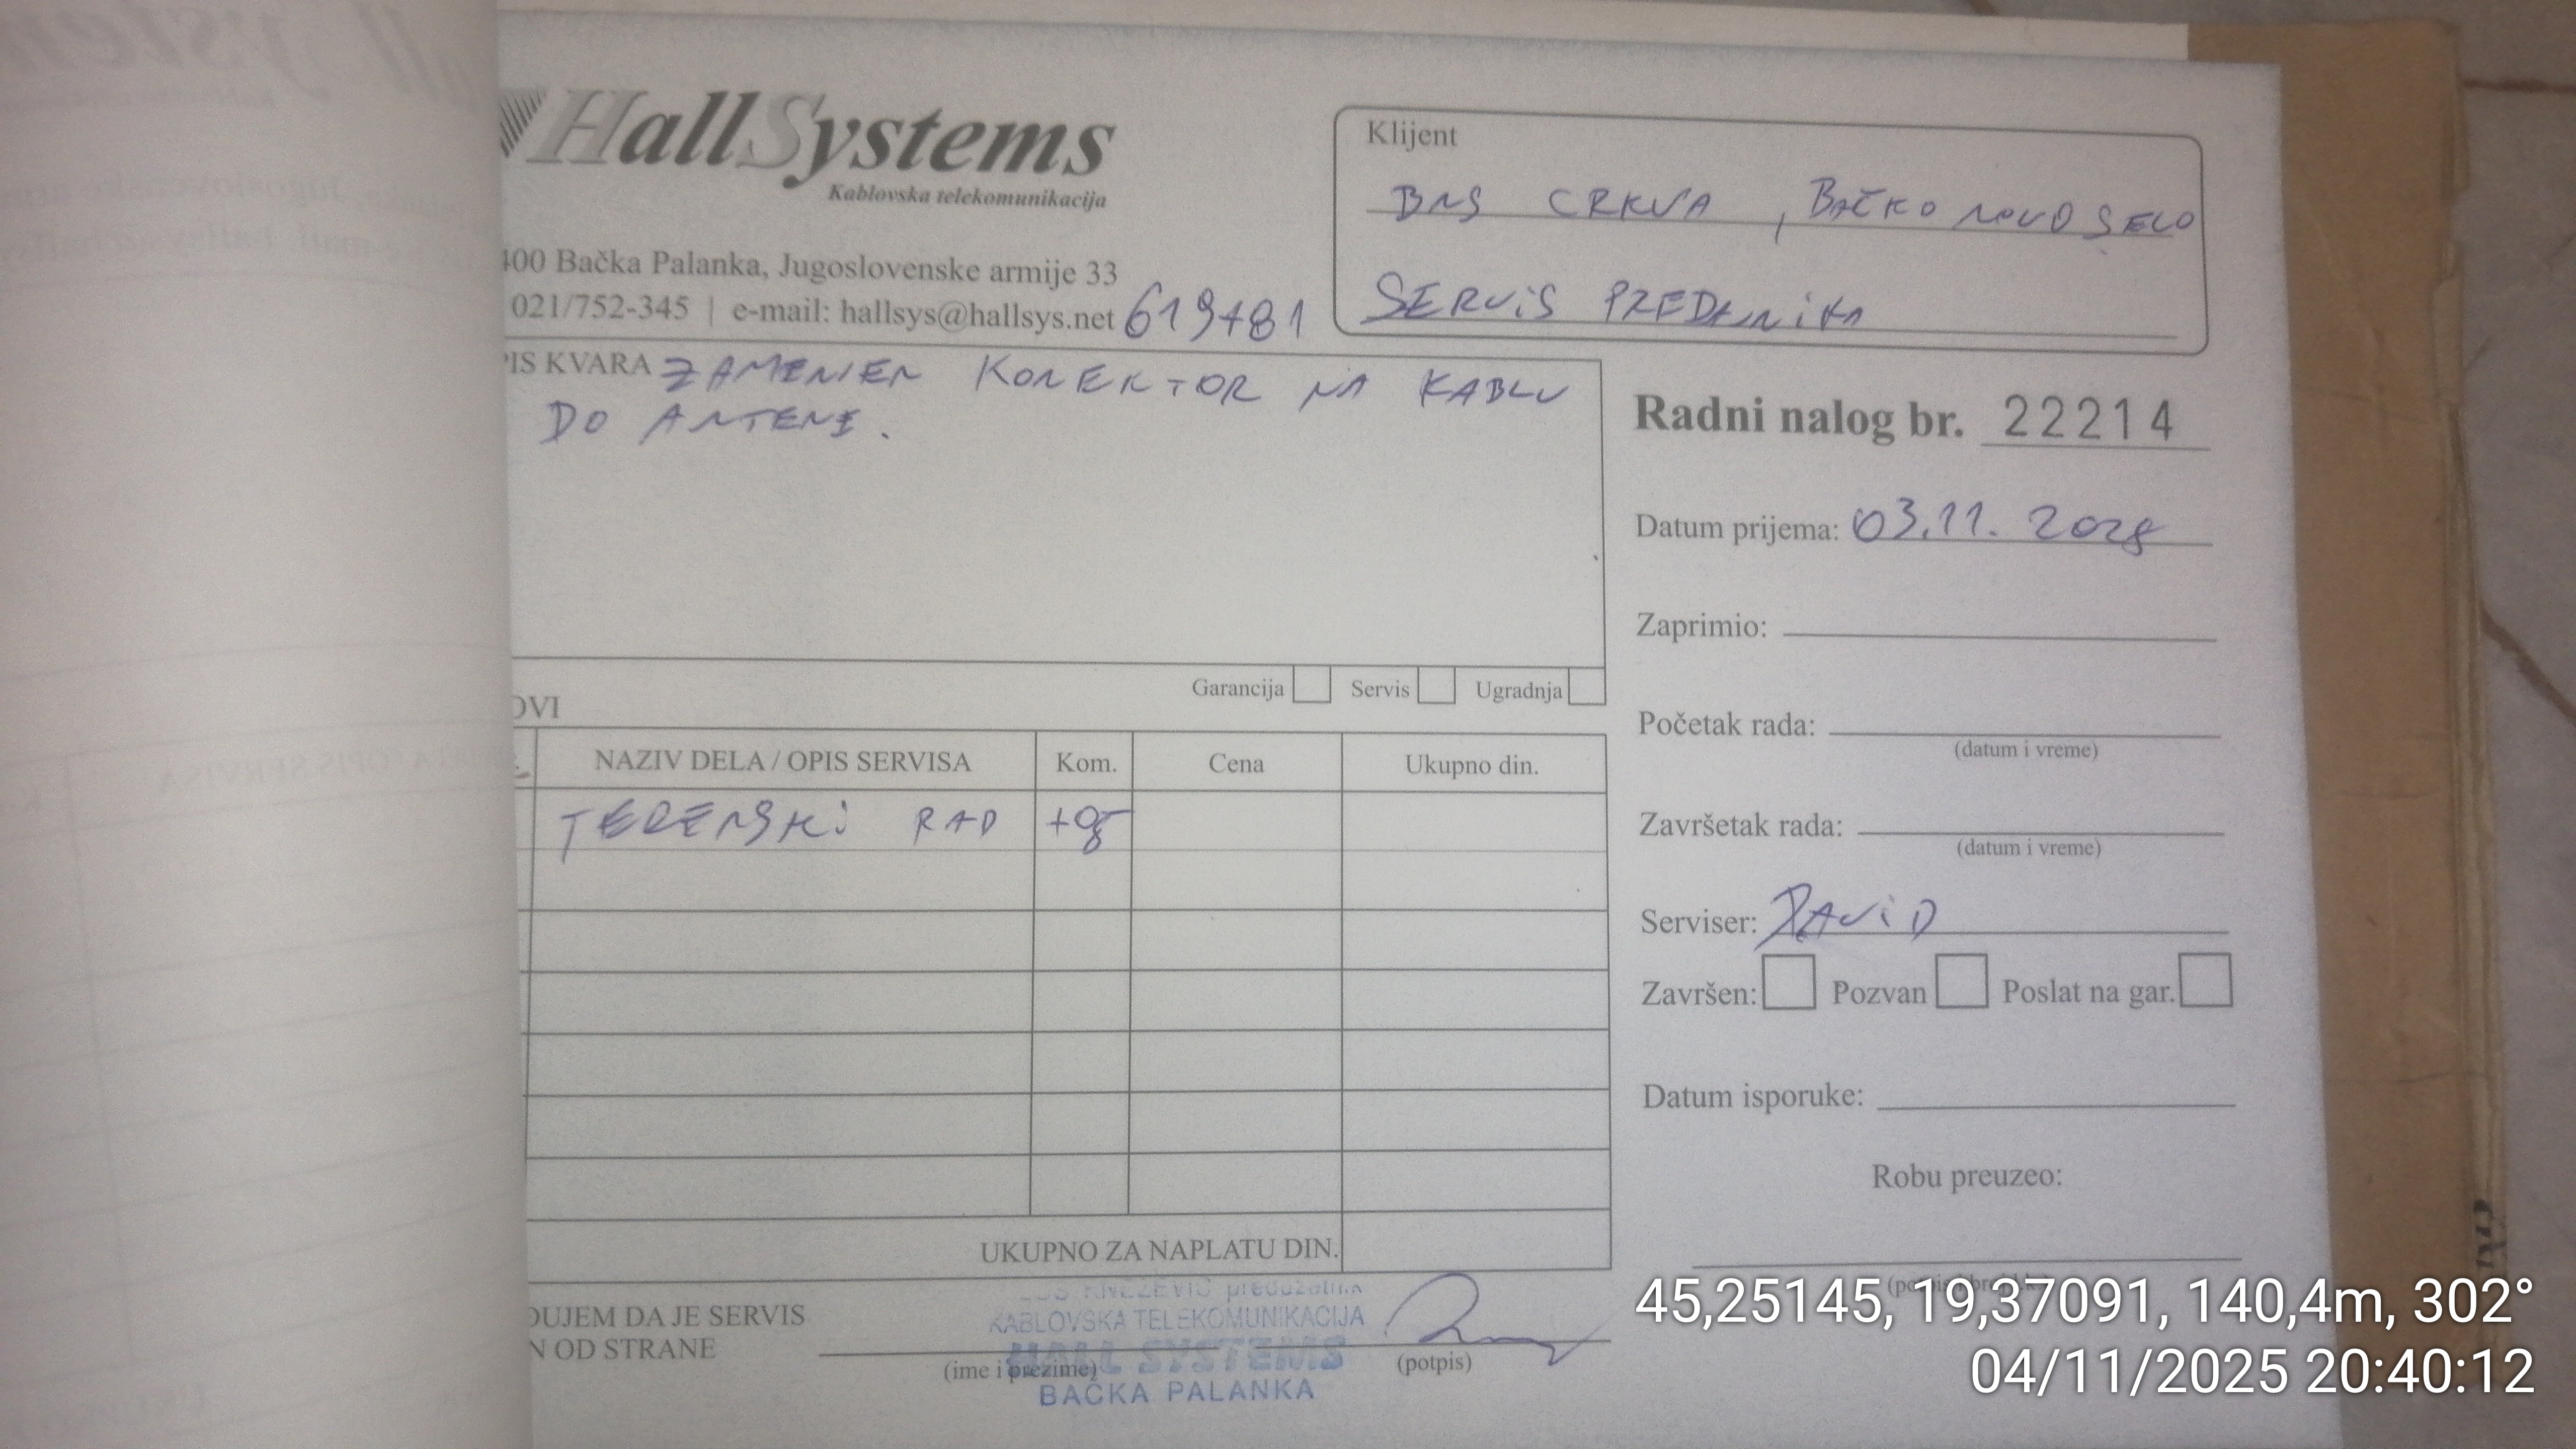 HallSystems
Kablovska telekomunikacija
400 Bačka Palanka, Jugoslovenske armije 33
021/752-345 | e-mail: hallsys@hallsys.net 619781
Klijent
BNS CRKVA, BAČKO NOVO SELO
SERVIS PREDAJNIKA
PIS KVARA ZAMENJEN KONEKTOR NA KABLU
DO ANTENE.
Radni nalog br. 22214
Datum prijema: 03.11. 2025
Zaprimio:
Početak rada:
(datum i vreme)
Završetak rada:
(datum i vreme)
Serviser: DAVID
Završen: Pozvan Poslat na gar.
Datum isporuke:
Robu preuzeo:
Garancija Servis Ugradnja
OVI
NAZIV DELA / OPIS SERVISA Kom. Cena Ukupno din.
TERENSKI RAD
UKUPNO ZA NAPLATU DIN.
DUJEM DA JE SERVIS
N OD STRANE
(ime i prezime) (potpis)
KNEŽEVIĆ preduzetnik
KABLOVSKA TELEKOMUNIKACIJA
HALL SYSTEMS
BAČKA PALANKA
45,25145, 19,37091, 140,4m, 302°
04/11/2025 20:40:12